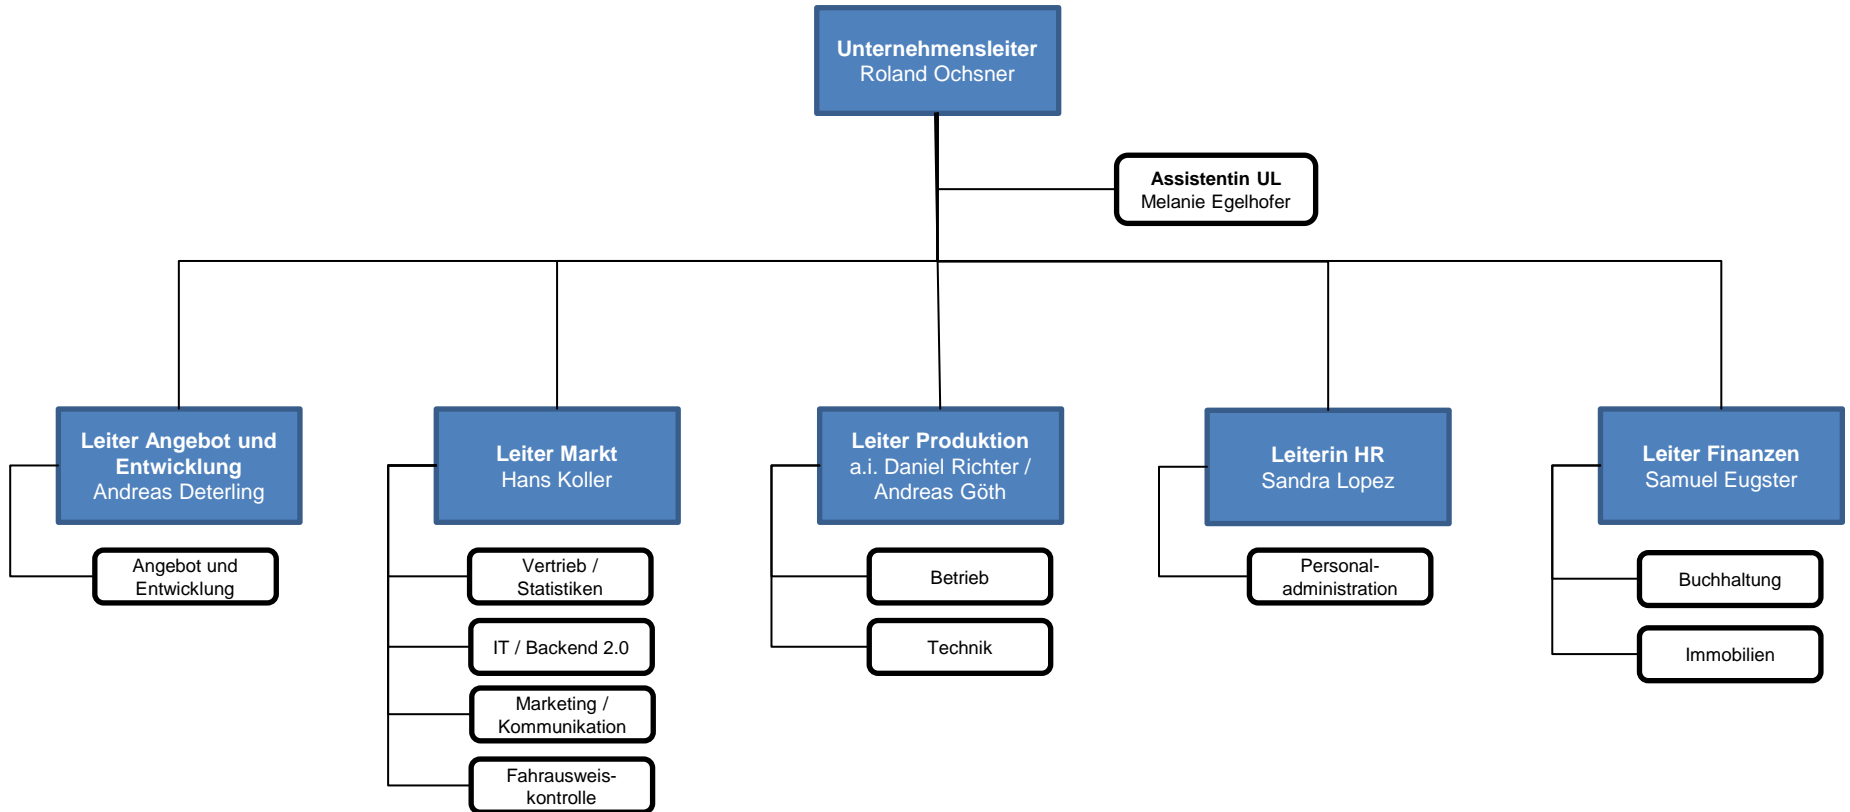 Unternehmensleiter
Roland Ochsner
Assistentin UL
Melanie Egelhofer
Leiter Angebot und
Entwicklung
Andreas Deterling
Angebot und
Entwicklung
Leiter Markt
Hans Koller
Vertrieb /
Statistiken
IT / Backend 2.0
Marketing /
Kommunikation
Fahrausweis-
kontrolle
Leiter Produktion
a.i. Daniel Richter /
Andreas Göth
Betrieb
Technik
Leiterin HR
Sandra Lopez
Personal-
administration
Leiter Finanzen
Samuel Eugster
Buchhaltung
Immobilien